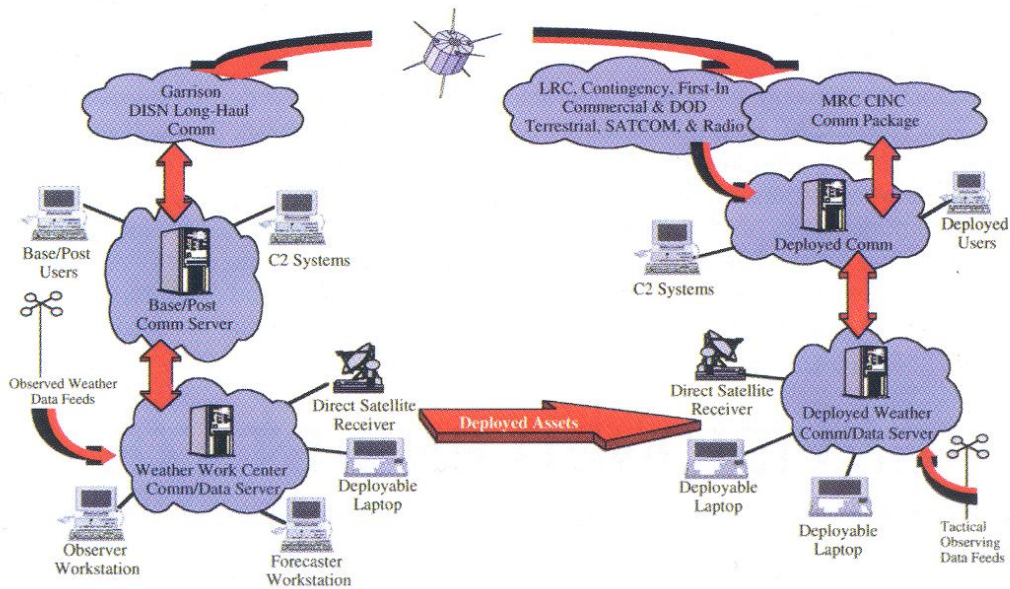 Garrison
DISN Long-Haul
Comm
LRC, Contingency, First-In
Commercial & DOD
Terrestrial, SATCOM, & Radio
MRC CINC
Comm Package
Base/Post
Users
C2 Systems
Base/Post
Comm Server
Deployed Comm
Deployed
Users
C2 Systems
Observed Weather
Data Feeds
Direct Satellite
Receiver
Weather Work Center
Comm/Data Server
Deployable
Laptop
Observer
Workstation
Forecaster
Workstation
Deployed Assets
Direct Satellite
Receiver
Deployed Weather
Comm/Data Server
Deployable
Laptop
Deployable
Laptop
Tactical
Observing
Data Feeds